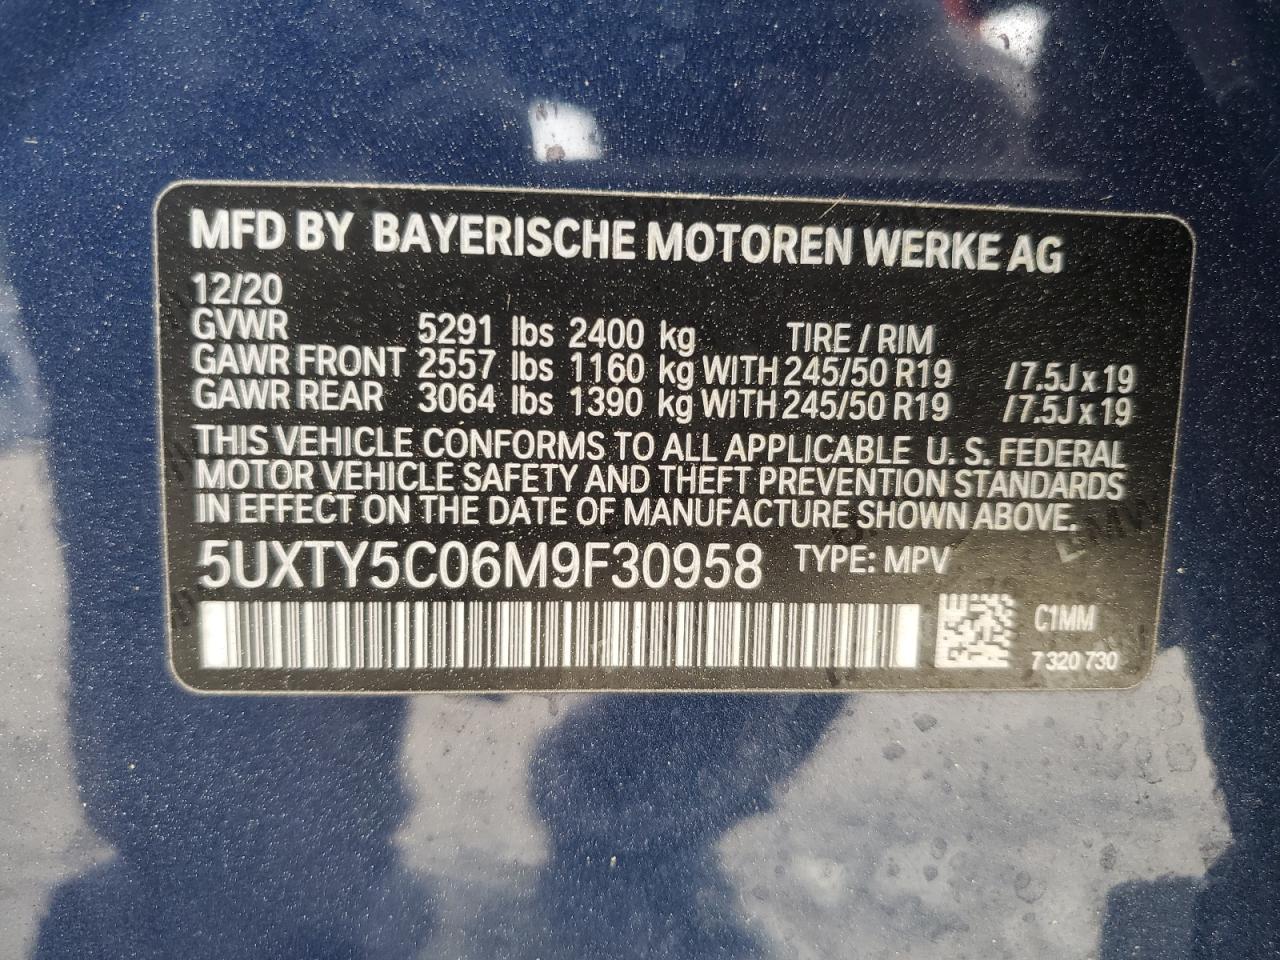 MFD BY BAYERISCHE MOTOREN WERKE AG
12/20
GVWR 5291 lbs 2400 kg TIRE / RIM
GAWR FRONT 2557 lbs 1160 kg WITH 245/50 R19 /7.5J x 19
GAWR REAR 3064 lbs 1390 kg WITH 245/50 R19 /7.5J x 19
THIS VEHICLE CONFORMS TO ALL APPLICABLE U.S. FEDERAL
MOTOR VEHICLE SAFETY AND THEFT PREVENTION STANDARDS
IN EFFECT ON THE DATE OF MANUFACTURE SHOWN ABOVE.
5UXTY5C06M9F30958 TYPE: MPV
C1MM
7 320 730